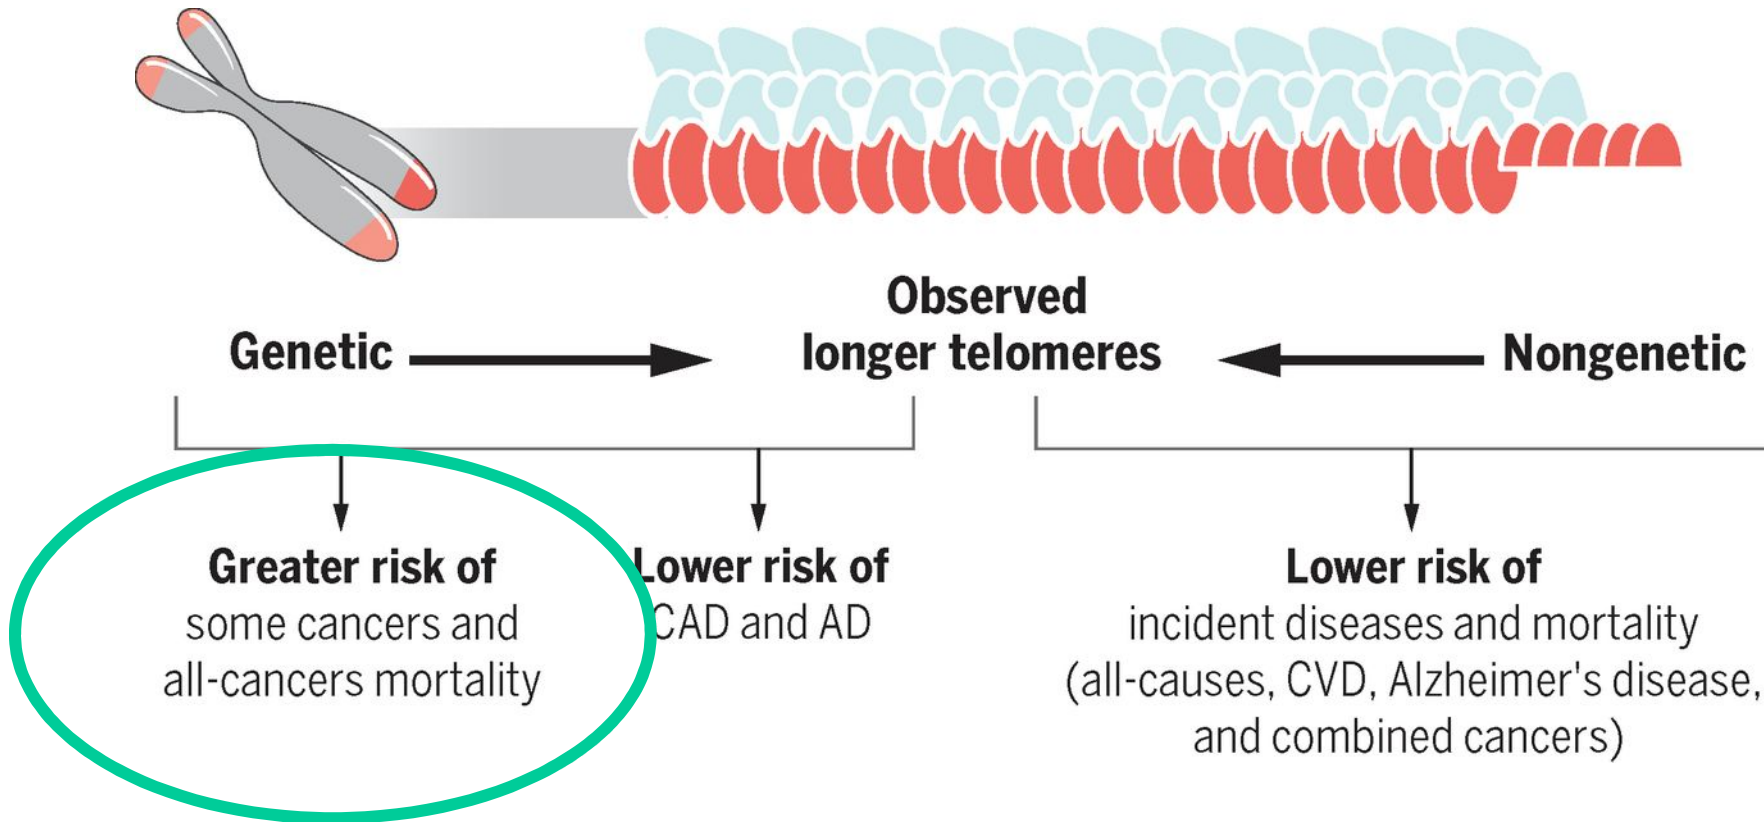 Observed
Genetic longer telomeres Nongenetic
Greater risk of
some cancers and
all-cancers mortality
Lower risk of
CAD and AD
Lower risk of
incident diseases and mortality
(all-causes, CVD, Alzheimer's disease,
and combined cancers)